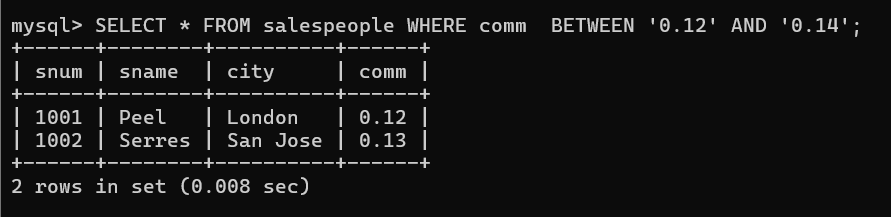 mysql> SELECT * FROM salespeople WHERE comm  BETWEEN '0.12' AND '0.14';
+------+--------+----------+------+
| snum | sname  | city     | comm |
+------+--------+----------+------+
| 1001 | Peel   | London   | 0.12 |
| 1002 | Serres | San Jose | 0.13 |
+------+--------+----------+------+
2 rows in set (0.008 sec)